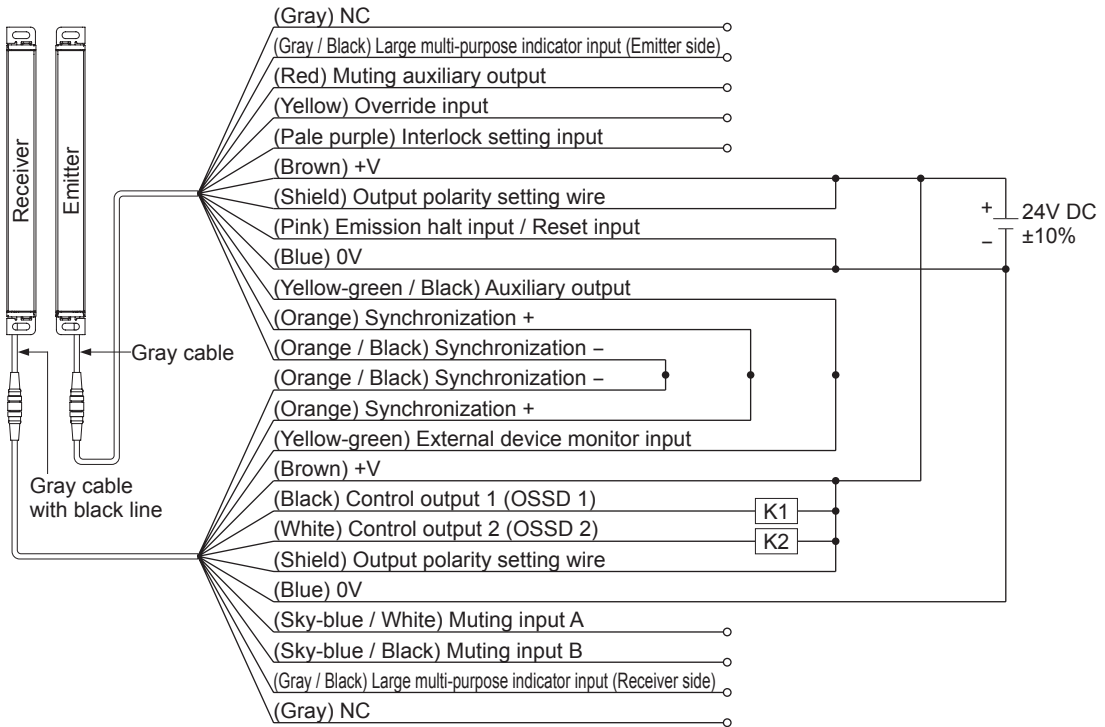 (Gray) NC
(Gray / Black) Large multi-purpose indicator input (Emitter side)
(Red) Muting auxiliary output
(Yellow) Override input
(Pale purple) Interlock setting input
(Brown) +V
(Shield) Output polarity setting wire
(Pink) Emission halt input / Reset input
(Blue) 0V
(Yellow-green / Black) Auxiliary output
(Orange) Synchronization +
(Orange / Black) Synchronization –
(Orange / Black) Synchronization –
(Orange) Synchronization +
(Yellow-green) External device monitor input
(Brown) +V
(Black) Control output 1 (OSSD 1)
(White) Control output 2 (OSSD 2)
(Shield) Output polarity setting wire
(Blue) 0V
(Sky-blue / White) Muting input A
(Sky-blue / Black) Muting input B
(Gray / Black) Large multi-purpose indicator input (Receiver side)
(Gray) NC
Receiver
Emitter
Gray cable
Gray cable
with black line
K1
K2
+
–
24V DC
±10%